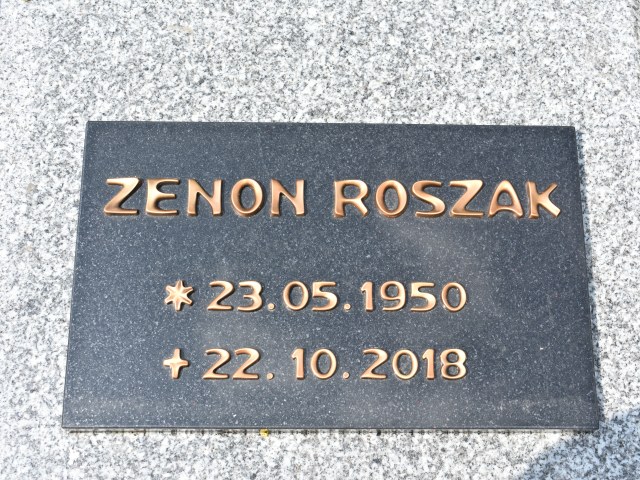 ZENON ROSZAK
* 23.05.1950
+ 22.10.2018